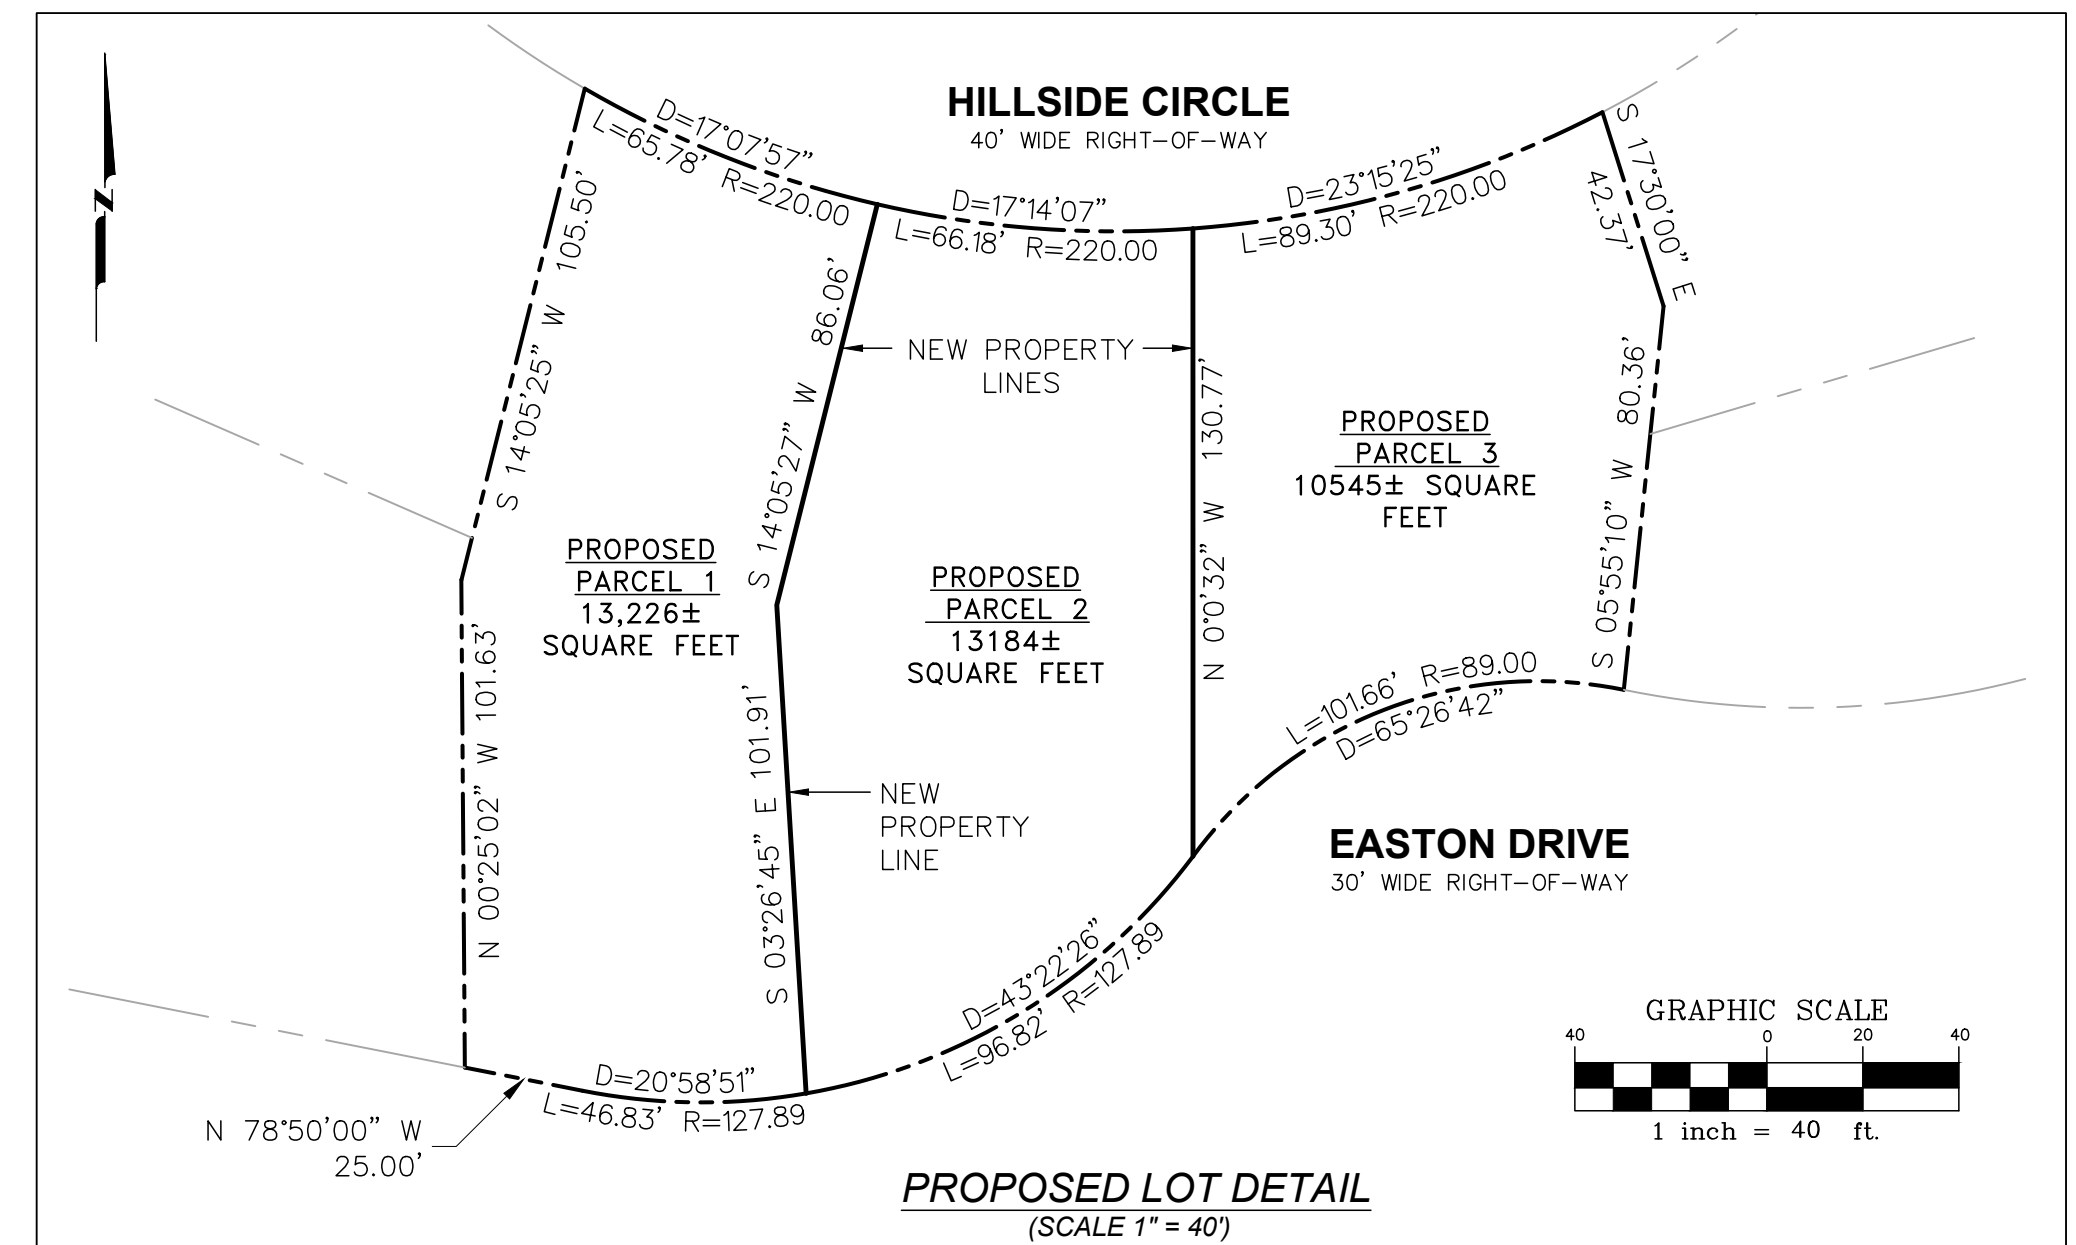 HILLSIDE CIRCLE
40' WIDE RIGHT-OF-WAY
N
D=17°07'57"
L=65.78' R=220.00
D=17°14'07"
L=66.18' R=220.00
D=23°15'25"
L=89.30' R=220.00
S 17°30'00" E
42.37'
S 14°05'25" W 105.50'
S 14°05'27" W 86.06'
NEW PROPERTY
LINES
N 0°0'32" W 130.77'
S 05°55'10" W 80.36'
PROPOSED
PARCEL 3
10545± SQUARE
FEET
PROPOSED
PARCEL 1
13,226±
SQUARE FEET
PROPOSED
PARCEL 2
13184±
SQUARE FEET
N 00°25'02" W 101.63'
S 03°26'45" E 101.91'
NEW
PROPERTY
LINE
L=101.66' R=89.00
D=65°26'42"
EASTON DRIVE
30' WIDE RIGHT-OF-WAY
D=43°22'26"
L=96.82' R=127.89
D=20°58'51"
L=46.83' R=127.89
N 78°50'00" W
25.00'
GRAPHIC SCALE
40 0 20 40
1 inch = 40 ft.
PROPOSED LOT DETAIL
(SCALE 1" = 40')